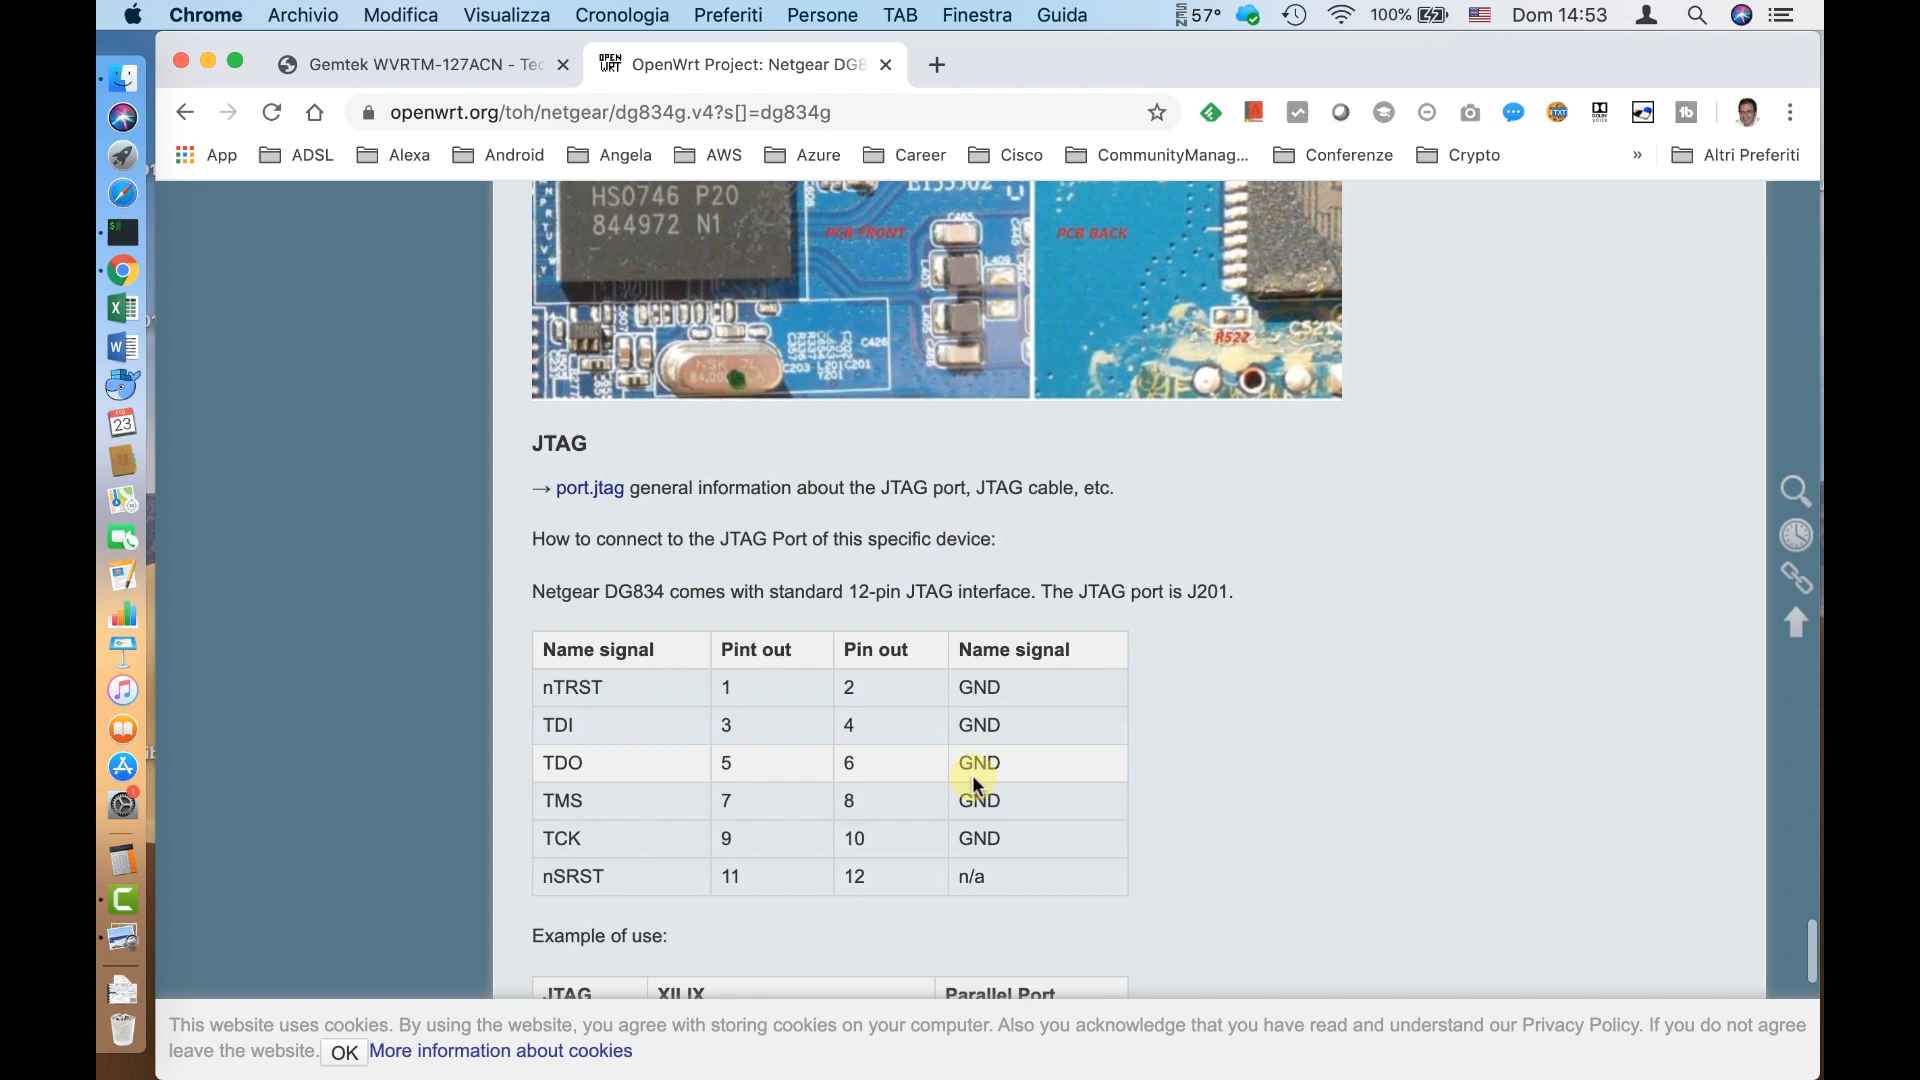 Chrome Archivio Modifica Visualizza Cronologia Preferiti Persone TAB Finestra Guida 57° 100% Dom 14:53
Gemtek WVRTM-127ACN - Tec
OpenWrt Project: Netgear DG8
openwrt.org/toh/netgear/dg834g.v4?s[]=dg834g
App ADSL Alexa Android Angela AWS Azure Career Cisco CommunityManag... Conferenze Crypto » Altri Preferiti
HS0746 P20
844972 N1
PCB FRONT
PCB BACK
C465
R522
C521
C426
JTAG
→ port.jtag general information about the JTAG port, JTAG cable, etc.
How to connect to the JTAG Port of this specific device:
Netgear DG834 comes with standard 12-pin JTAG interface. The JTAG port is J201.
Name signal Pint out Pin out Name signal
nTRST 1 2 GND
TDI 3 4 GND
TDO 5 6 GND
TMS 7 8 GND
TCK 9 10 GND
nSRST 11 12 n/a
Example of use:
JTAG XILIX Parallel Port
This website uses cookies. By using the website, you agree with storing cookies on your computer. Also you acknowledge that you have read and understand our Privacy Policy. If you do not agree
leave the website. OK More information about cookies